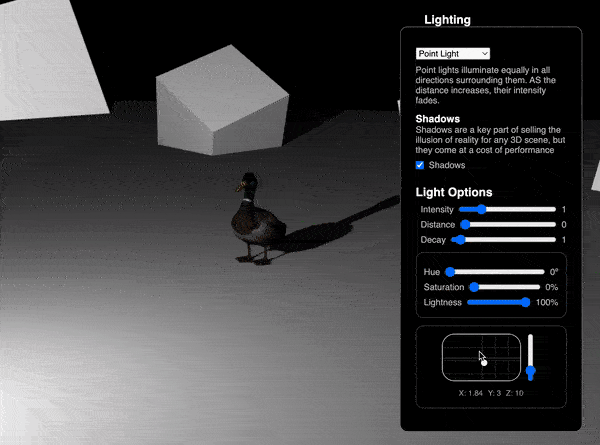 Lighting
Point Light
Point lights illuminate equally in all
directions surrounding them. AS the
distance increases, their intensity
fades.
Shadows
Shadows are a key part of selling the
illusion of reality for any 3D scene, but
they come at a cost of performance
Shadows
Light Options
Intensity 1
Distance 0
Decay 1
Hue 0°
Saturation 0%
Lightness 100%
X: 1.84 Y: 3 Z: 10